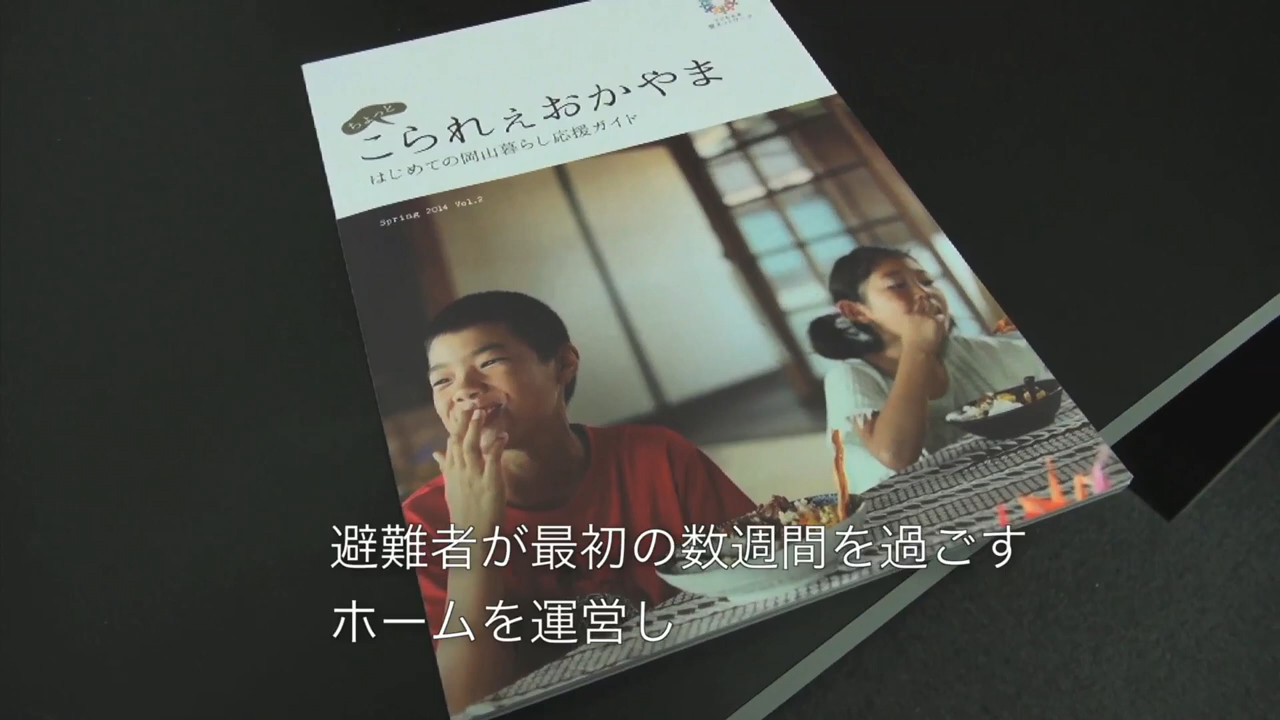 ちょっと
こられぇおかやま
はじめての岡山暮らし応援ガイド
Spring 2014 Vol.2
避難者が最初の数週間を過ごす
ホームを運営し